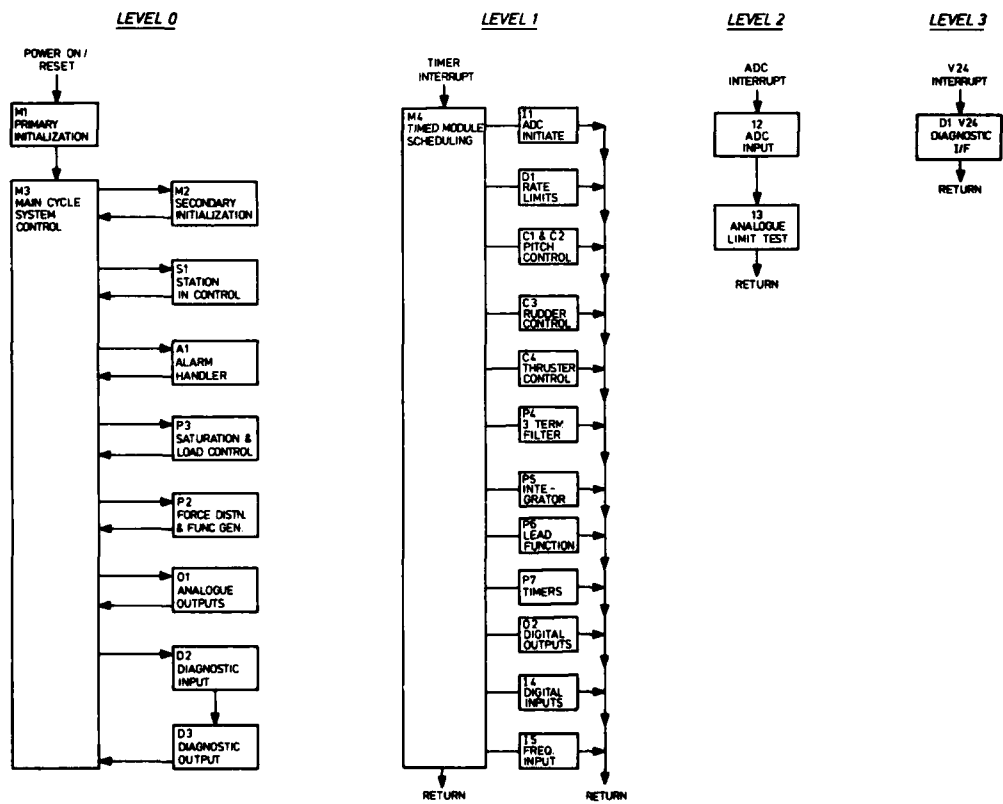 LEVEL 0
POWER ON /
RESET
M1
PRIMARY
INITIALIZATION
M3
MAIN CYCLE
SYSTEM
CONTROL
M2
SECONDARY
INITIALIZATION
S1
STATION
IN CONTROL
A1
ALARM
HANDLER
P3
SATURATION &
LOAD CONTROL
P2
FORCE DISTN.
& FUNC GEN.
O1
ANALOGUE
OUTPUTS
D2
DIAGNOSTIC
INPUT
D3
DIAGNOSTIC
OUTPUT
LEVEL 1
TIMER
INTERRUPT
M4
TIMED MODULE
SCHEDULING
I1
ADC
INITIATE
D1
RATE
LIMITS
C1 & C2
PITCH
CONTROL
C3
RUDDER
CONTROL
C4
THRUSTER
CONTROL
P4
3 TERM
FILTER
P5
INTE-
GRATOR
P6
LEAD
FUNCTION
P7
TIMERS
O2
DIGITAL
OUTPUTS
I4
DIGITAL
INPUTS
I5
FREQ.
INPUT
RETURN
RETURN
LEVEL 2
ADC
INTERRUPT
12
ADC
INPUT
13
ANALOGUE
LIMIT TEST
RETURN
LEVEL 3
V24
INTERRUPT
D1 V24
DIAGNOSTIC
I/F
RETURN